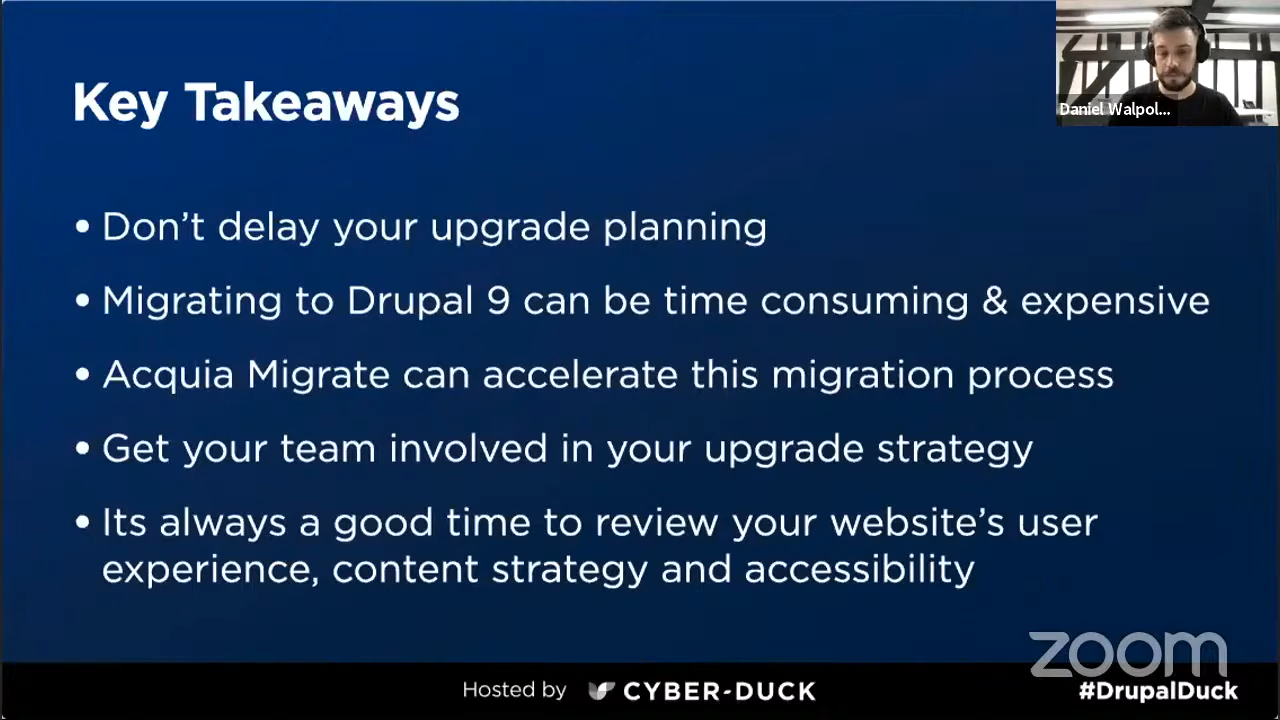 Key Takeaways
Daniel Walpol...
• Don’t delay your upgrade planning
• Migrating to Drupal 9 can be time consuming & expensive
• Acquia Migrate can accelerate this migration process
• Get your team involved in your upgrade strategy
• Its always a good time to review your website’s user
experience, content strategy and accessibility
zoom
Hosted by CYBER-DUCK
#DrupalDuck